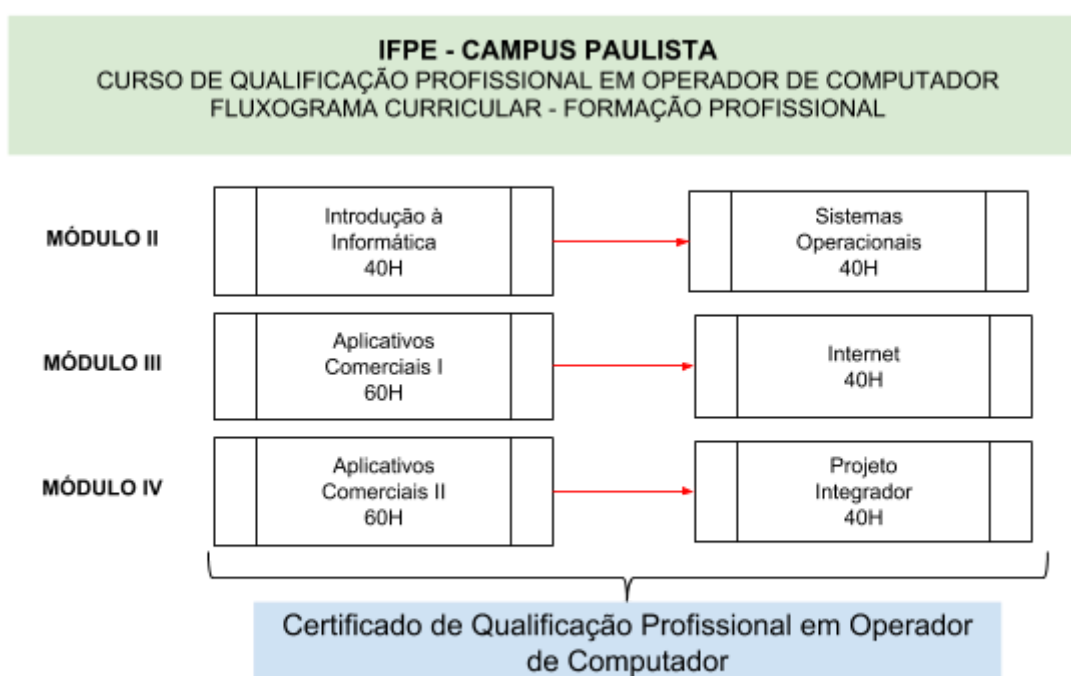 IFPE - CAMPUS PAULISTA
CURSO DE QUALIFICAÇÃO PROFISSIONAL EM OPERADOR DE COMPUTADOR
FLUXOGRAMA CURRICULAR - FORMAÇÃO PROFISSIONAL
MÓDULO II
Introdução à
Informática
40H
Sistemas
Operacionais
40H
MÓDULO III
Aplicativos
Comerciais I
60H
Internet
40H
MÓDULO IV
Aplicativos
Comerciais II
60H
Projeto
Integrador
40H
Certificado de Qualificação Profissional em Operador
de Computador